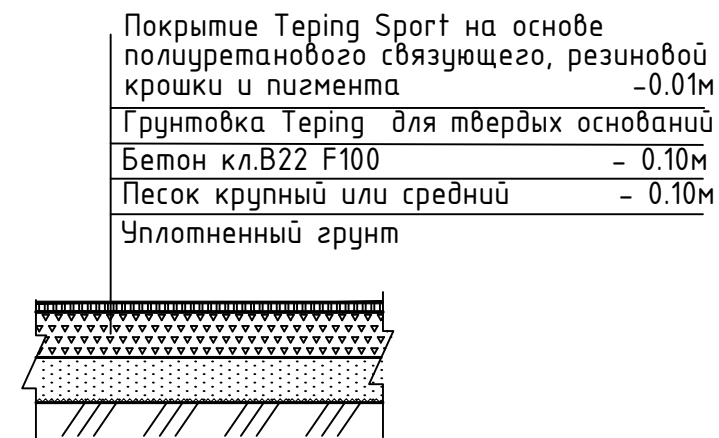 Покрытие Teping Sport на основе
полиуретанового связующего, резиновой
крошки и пигмента -0.01м
Грунтовка Teping для твердых оснований
Бетон кл.В22 F100 - 0.10м
Песок крупный или средний - 0.10м
Уплотненный грунт